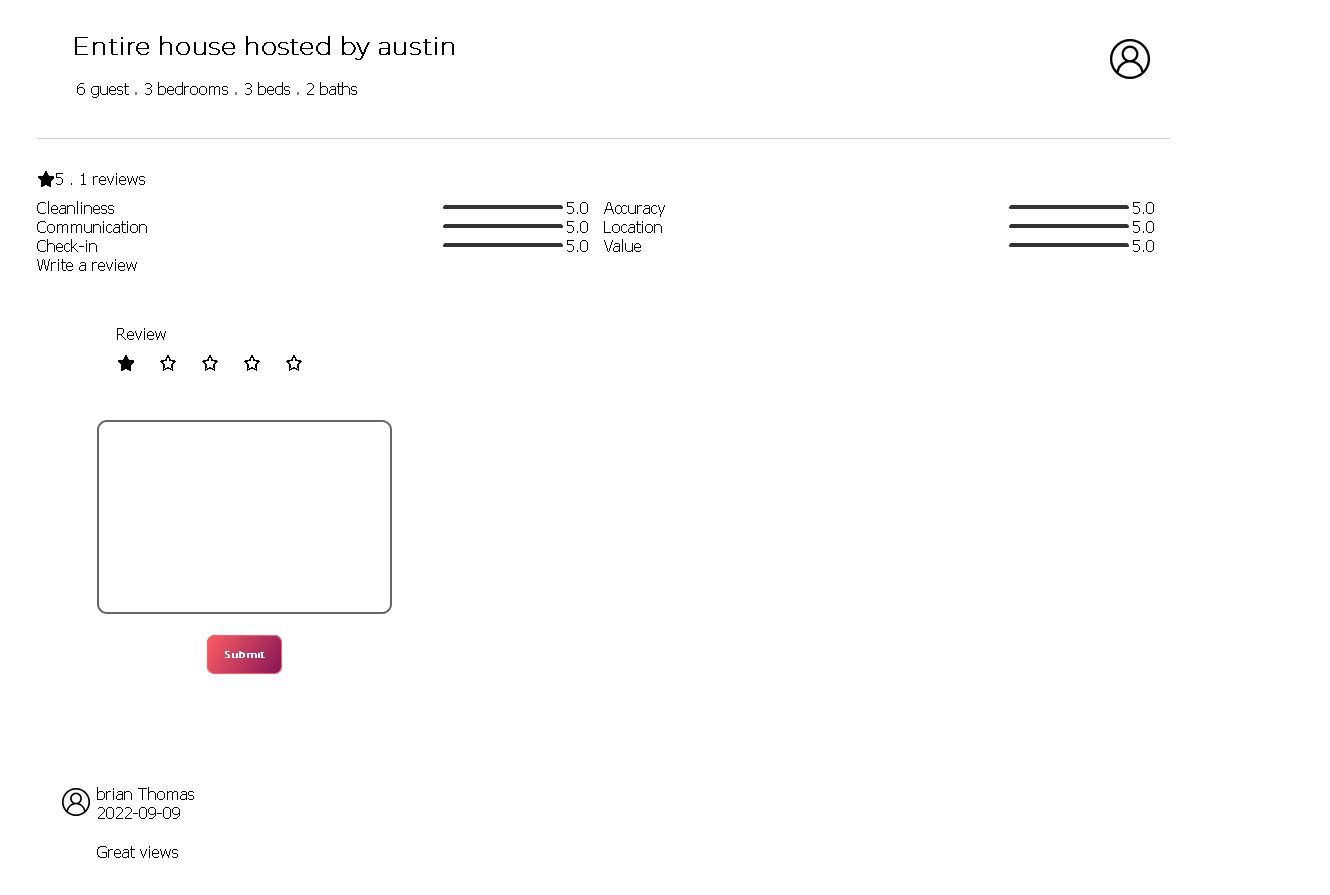 Entire house hosted by austin
6 guest . 3 bedrooms . 3 beds . 2 baths
5 . 1 reviews
Cleanliness 5.0 Accuracy 5.0
Communication 5.0 Location 5.0
Check-in 5.0 Value 5.0
Write a review
Review
Submit
brian Thomas
2022-09-09
Great views